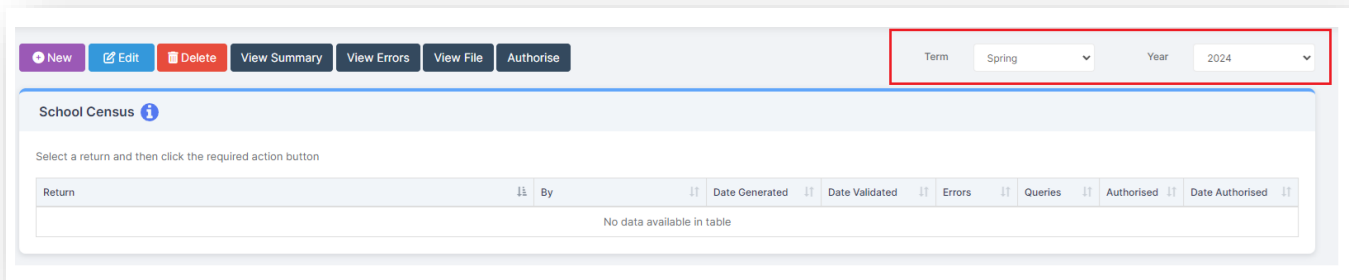 New Edit Delete View Summary View Errors View File Authorise Term Spring Year 2024
School Census
Select a return and then click the required action button
Return By Date Generated Date Validated Errors Queries Authorised Date Authorised
No data available in table